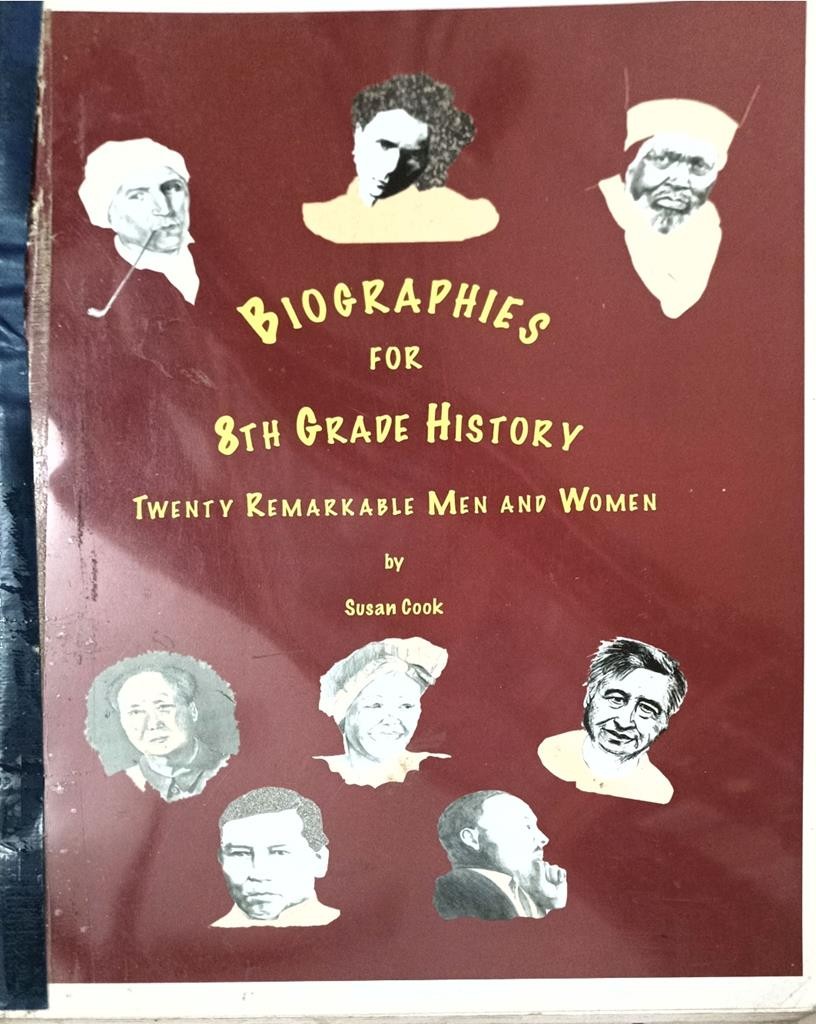 BIOGRAPHIES
FOR
8TH GRADE HISTORY
TWENTY REMARKABLE MEN AND WOMEN
by
Susan Cook